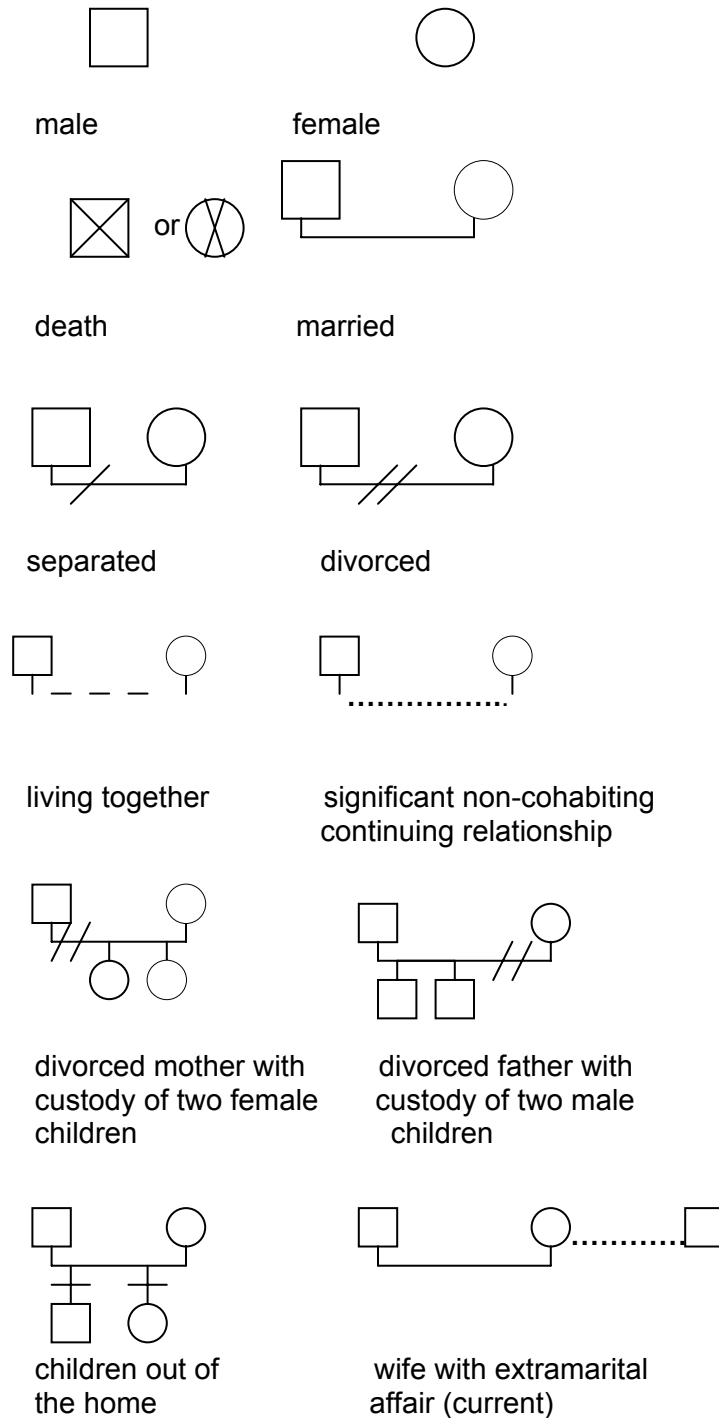 male
female
or
death
married
separated
divorced
living together
significant non-cohabiting
continuing relationship
divorced mother with
custody of two female
children
divorced father with
custody of two male
children
children out of
the home
wife with extramarital
affair (current)